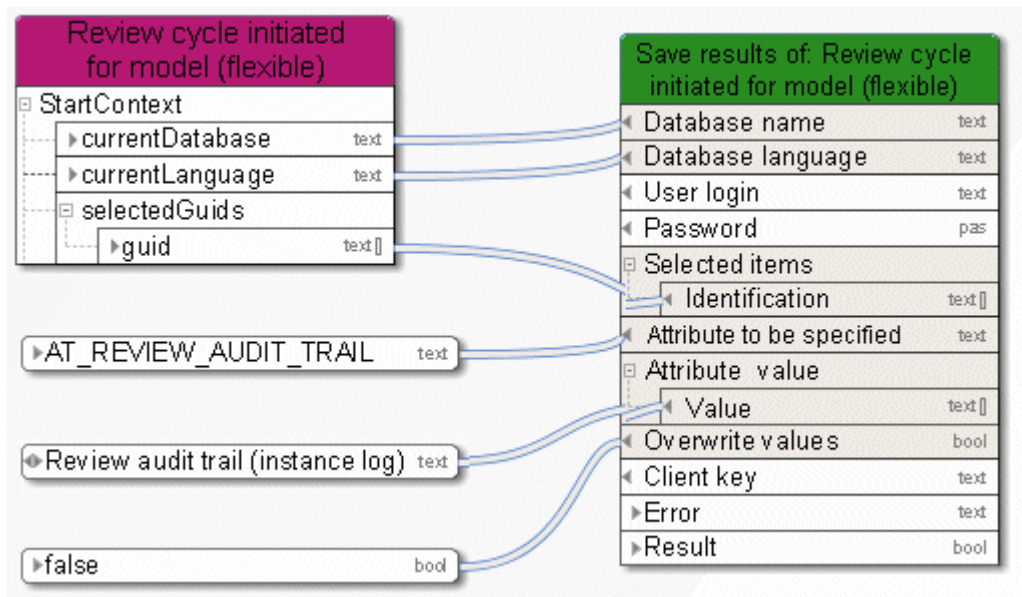 Review cycle initiated
for model (flexible)
StartContext
currentDatabase text
currentLanguage text
selectedGuids
guid text[]
AT_REVIEW_AUDIT_TRAIL text
Review audit trail (instance log) text
false bool
Save results of: Review cycle
initiated for model (flexible)
Database name text
Database language text
User login text
Password pas
Selected items
Identification text[]
Attribute to be specified text
Attribute value
Value text[]
Overwrite values bool
Client key text
Error text
Result bool